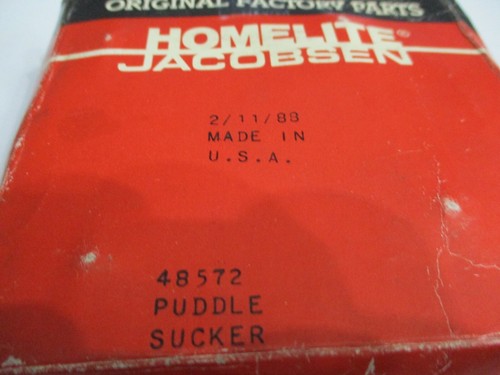 ORIGINAL FACTORY PARTS
HOMELITE®
JACOBSEN
2/11/88
MADE IN
U.S.A.
48572
PUDDLE
SUCKER